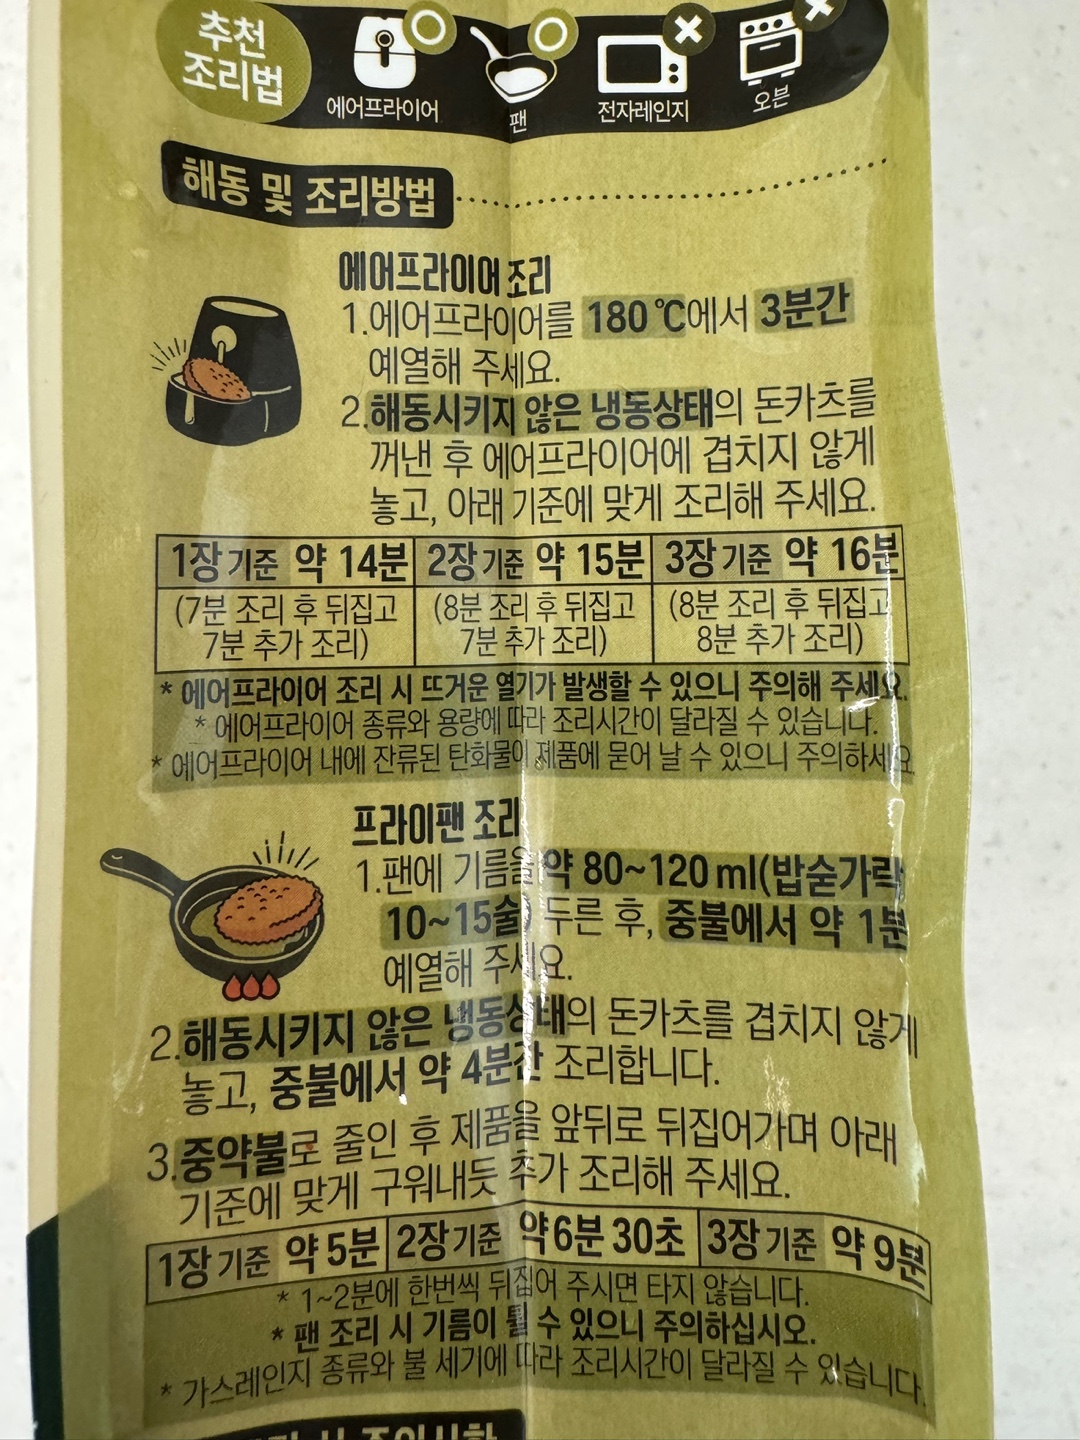 추천
조리법
에어프라이어
팬
전자레인지
오븐
해동 및 조리방법
에어프라이어 조리
1.에어프라이어를 180 ℃에서 3분간
예열해 주세요.
2.해동시키지 않은 냉동상태의 돈카츠를
꺼낸 후 에어프라이어에 겹치지 않게
놓고, 아래 기준에 맞게 조리해 주세요.
1장 기준 약 14분 2장 기준 약 15분 3장 기준 약 16분
(7분 조리 후 뒤집고 (8분 조리 후 뒤집고 (8분 조리 후 뒤집고
7분 추가 조리) 7분 추가 조리) 8분 추가 조리)
* 에어프라이어 조리 시 뜨거운 열기가 발생할 수 있으니 주의해 주세요.
* 에어프라이어 종류와 용량에 따라 조리시간이 달라질 수 있습니다.
* 에어프라이어 내에 잔류된 탄화물이 제품에 묻어 날 수 있으니 주의하세요
프라이팬 조리
1.팬에 기름을 약 80~120 ml(밥숟가락
10~15술) 두른 후, 중불에서 약 1분
예열해 주세요.
2.해동시키지 않은 냉동상태의 돈카츠를 겹치지 않게
놓고, 중불에서 약 4분간 조리합니다.
3.중약불로 줄인 후 제품을 앞뒤로 뒤집어가며 아래
기준에 맞게 구워내듯 추가 조리해 주세요.
1장 기준 약 5분 2장 기준 약6분 30초 3장 기준 약 9분
* 1~2분에 한번씩 뒤집어 주시면 타지 않습니다.
* 팬 조리 시 기름이 튈 수 있으니 주의하십시오.
* 가스레인지 종류와 불 세기에 따라 조리시간이 달라질 수 있습니다.
시 주의사항